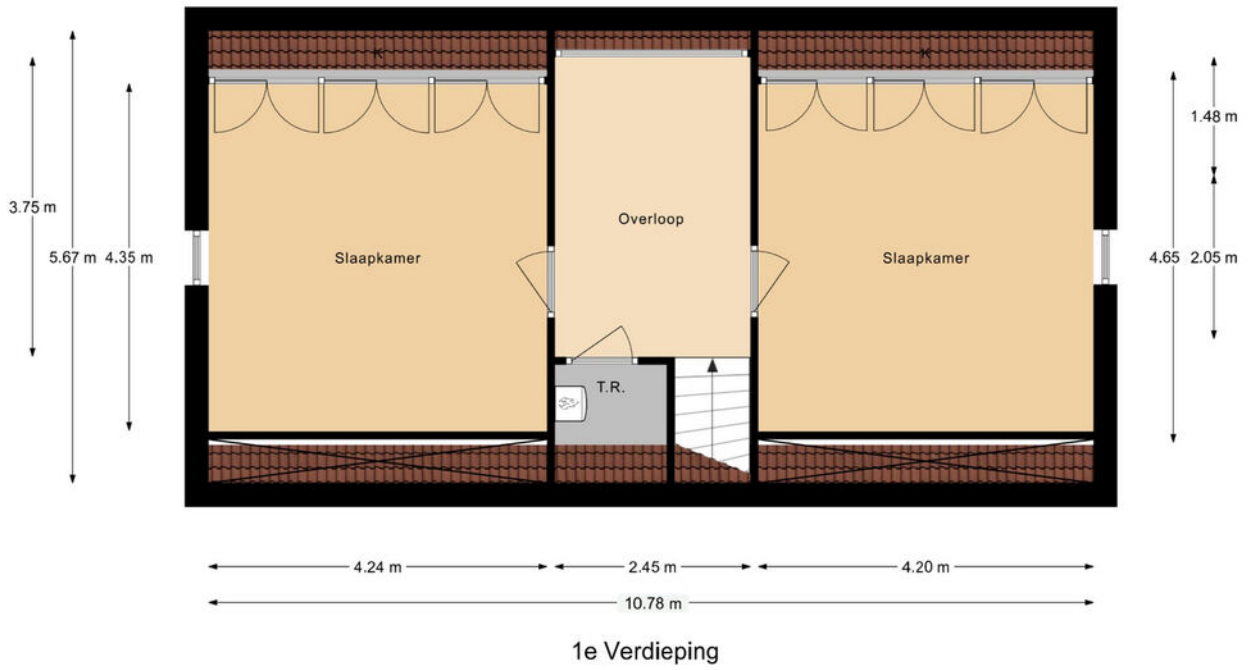 K
K
1.48 m
3.75 m
Overloop
5.67 m
4.35 m
Slaapkamer
Slaapkamer
4.65
2.05 m
T.R.
4.24 m
2.45 m
4.20 m
10.78 m
1e Verdieping